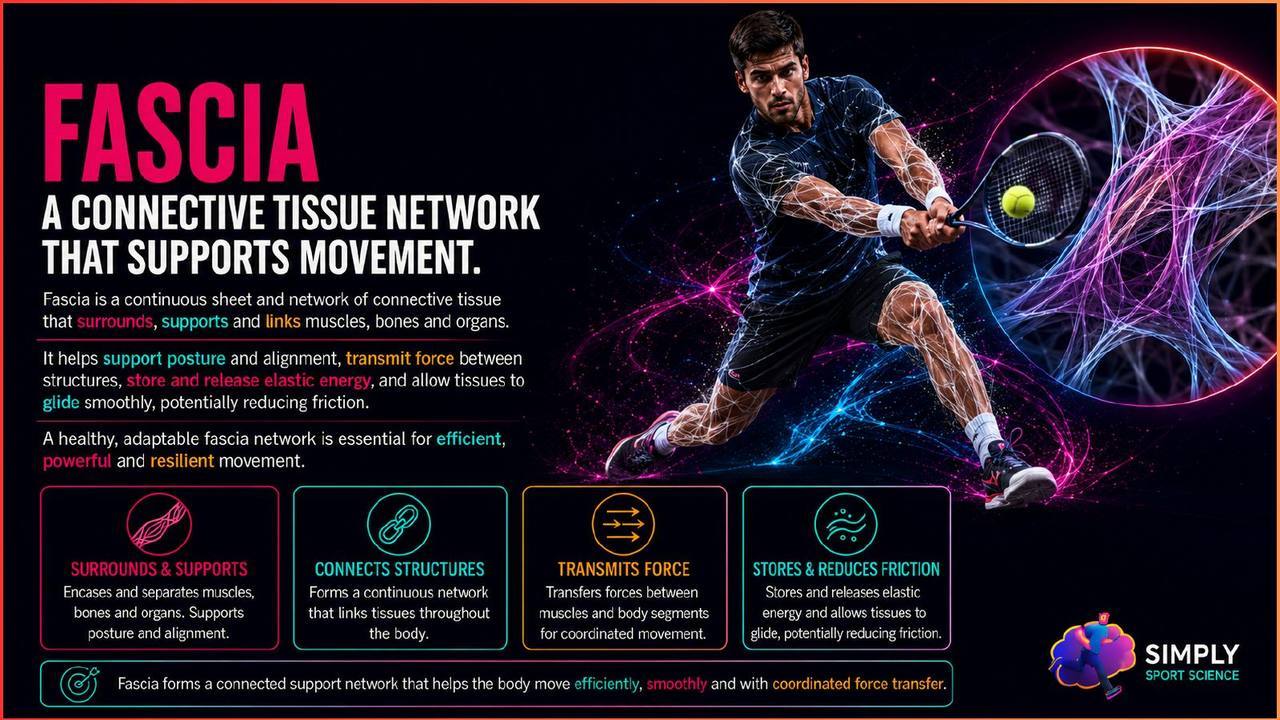 FASCIA
A CONNECTIVE TISSUE NETWORK
THAT SUPPORTS MOVEMENT.
Fascia is a continuous sheet and network of connective tissue
that surrounds, supports and links muscles, bones and organs.
It helps support posture and alignment, transmit force between
structures, store and release elastic energy, and allow tissues to
glide smoothly, potentially reducing friction.
A healthy, adaptable fascia network is essential for efficient,
powerful and resilient movement.
SURROUNDS & SUPPORTS
Encases and separates muscles,
bones and organs. Supports
posture and alignment.
CONNECTS STRUCTURES
Forms a continuous network
that links tissues throughout
the body.
TRANSMITS FORCE
Transfers forces between
muscles and body segments
for coordinated movement.
STORES & REDUCES FRICTION
Stores and releases elastic
energy and allows tissues to
glide, potentially reducing friction.
Fascia forms a connected support network that helps the body move efficiently, smoothly and with coordinated force transfer.
SIMPLY
SPORT SCIENCE